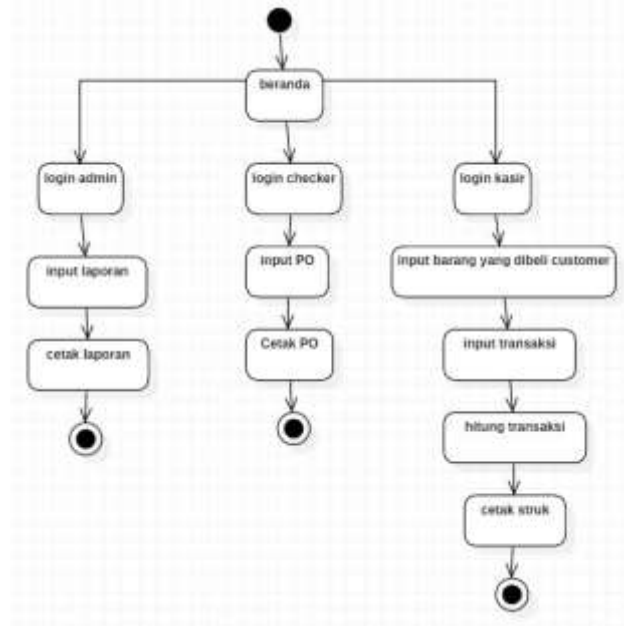 beranda
login admin
login checker
login kasir
input laporan
input PO
input barang yang dibeli customer
cetak laporan
Cetak PO
input transaksi
hitung transaksi
cetak struk